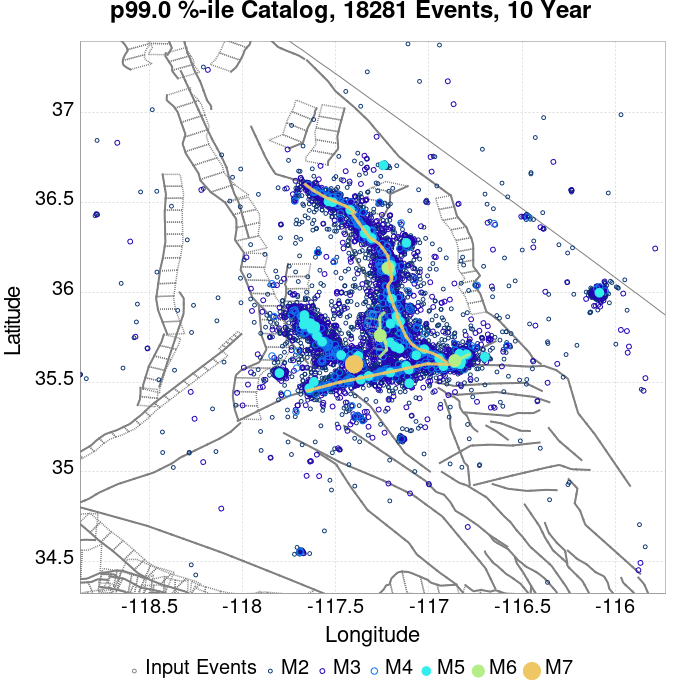 p99.0 %-ile Catalog, 18281 Events, 10 Year
37
36.5
36
35.5
35
34.5
Latitude
-118.5 -118 -117.5 -117 -116.5 -116
Longitude
Input Events M2 M3 M4 M5 M6 M7